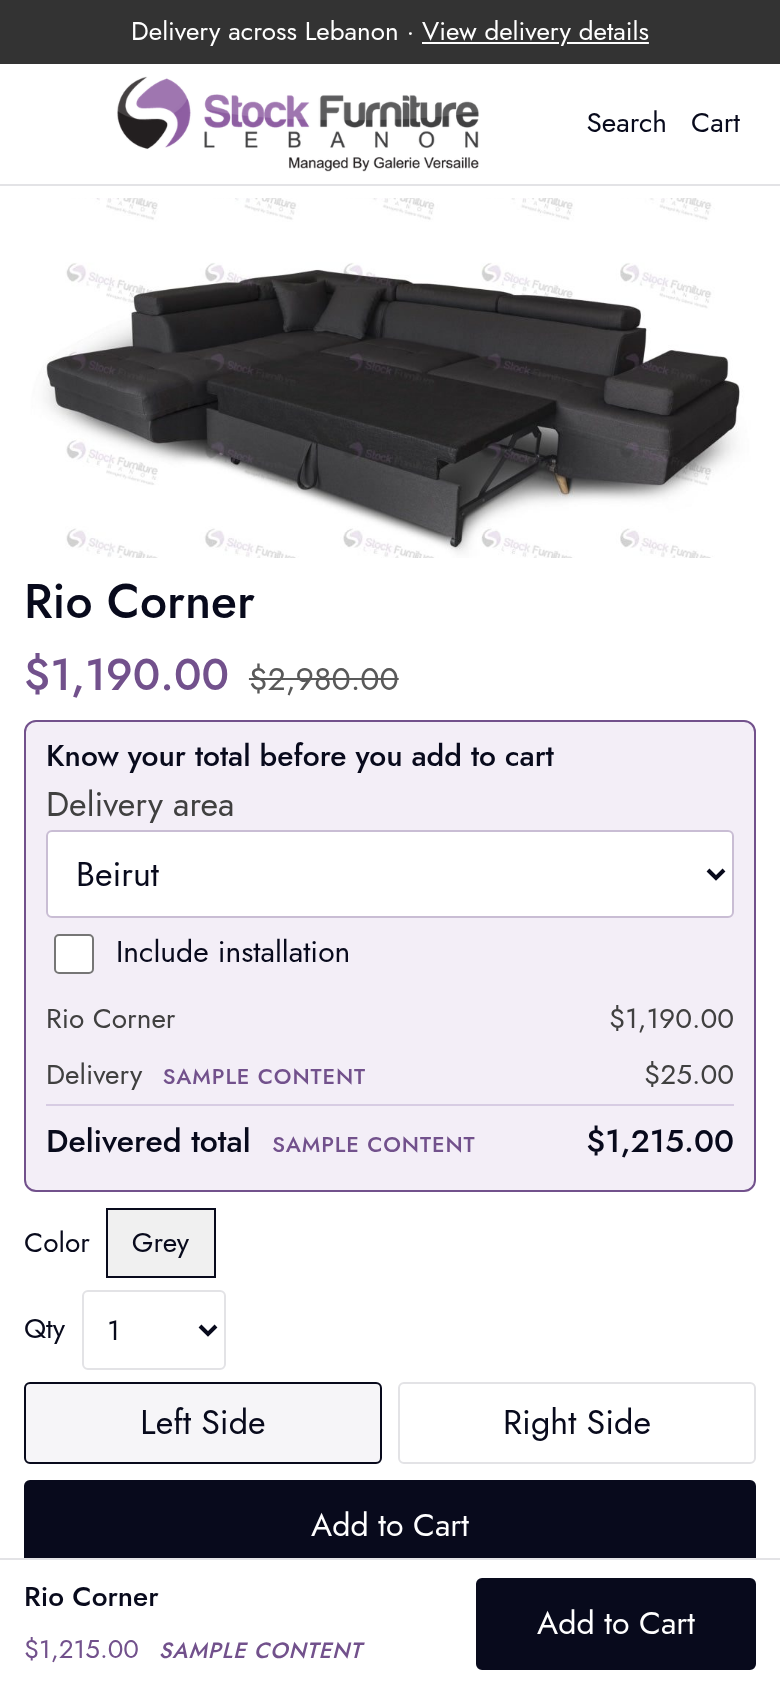 Delivery across Lebanon · View delivery details
Stock Furniture
LEBANON
Managed By Galerie Versaille
Search Cart
Rio Corner
$1,190.00 $2,980.00
Know your total before you add to cart
Delivery area
Beirut
Include installation
Rio Corner $1,190.00
Delivery SAMPLE CONTENT $25.00
Delivered total SAMPLE CONTENT $1,215.00
Color Grey
Qty 1
Left Side Right Side
Add to Cart
Rio Corner
$1,215.00 SAMPLE CONTENT
Add to Cart